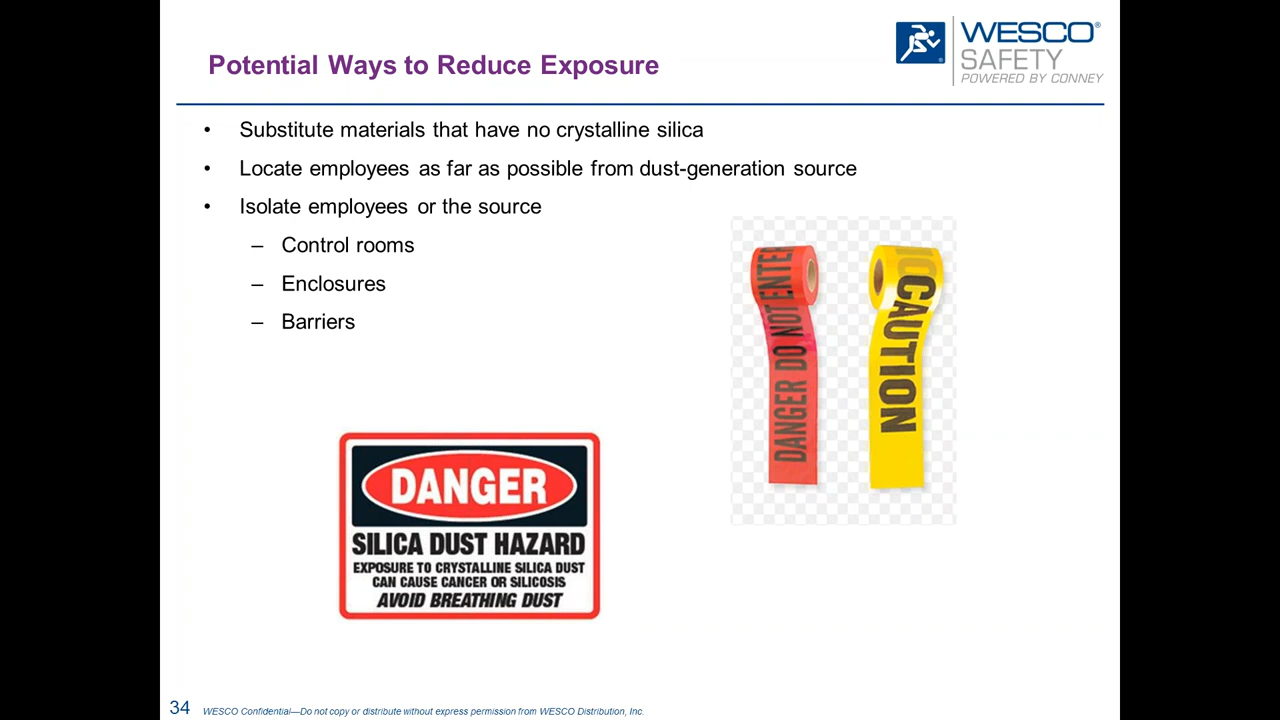 Potential Ways to Reduce Exposure
WESCO®
SAFETY
POWERED BY CONNEY
• Substitute materials that have no crystalline silica
• Locate employees as far as possible from dust-generation source
• Isolate employees or the source
– Control rooms
– Enclosures
– Barriers
DANGER DO NOT ENTER
CAUTION
DANGER
SILICA DUST HAZARD
EXPOSURE TO CRYSTALLINE SILICA DUST
CAN CAUSE CANCER OR SILICOSIS
AVOID BREATHING DUST
34 WESCO Confidential—Do not copy or distribute without express permission from WESCO Distribution, Inc.